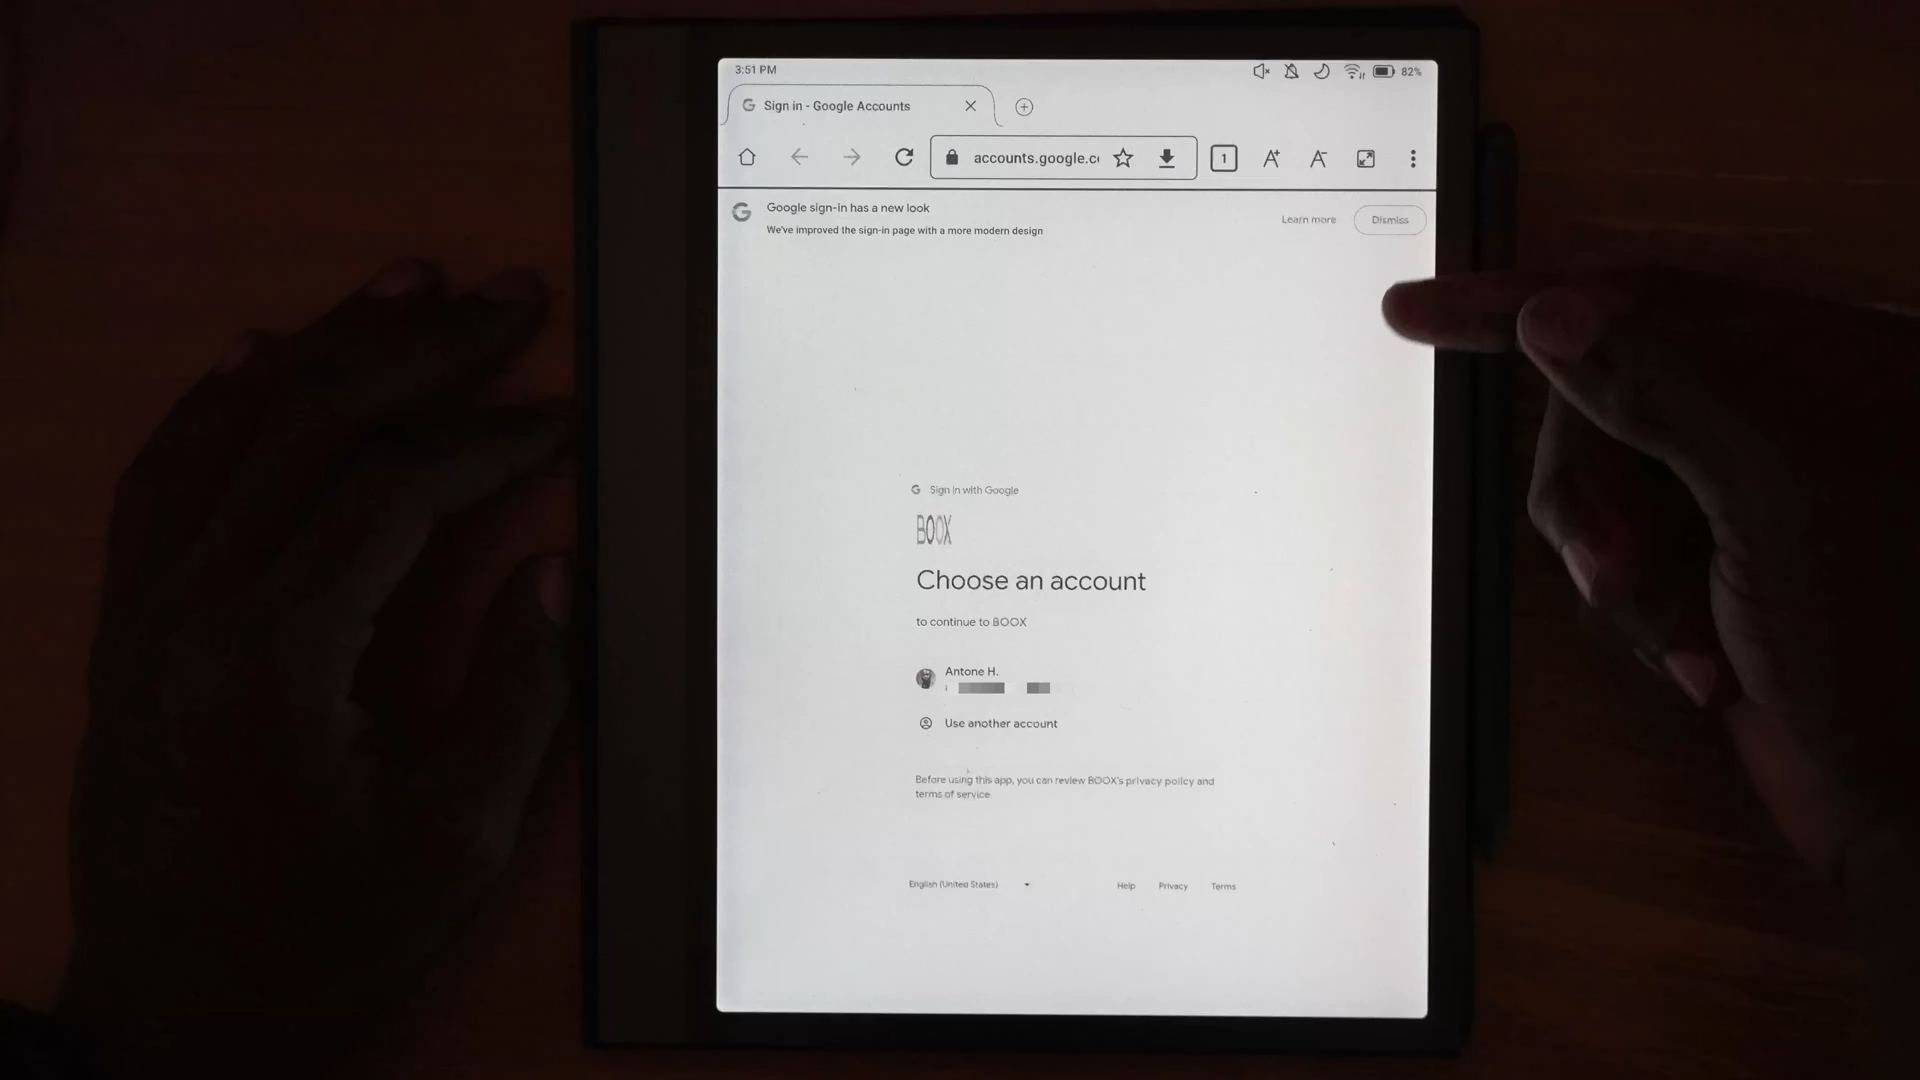 3:51 PM
82%
Sign in - Google Accounts
accounts.google.c
1
A+
A-
Google sign-in has a new look
We've improved the sign-in page with a more modern design
Learn more
Dismiss
Sign in with Google
BOOX
Choose an account
to continue to BOOX
Antone H.
Use another account
Before using this app, you can review BOOX's privacy policy and
terms of service.
English (United States)
Help
Privacy
Terms